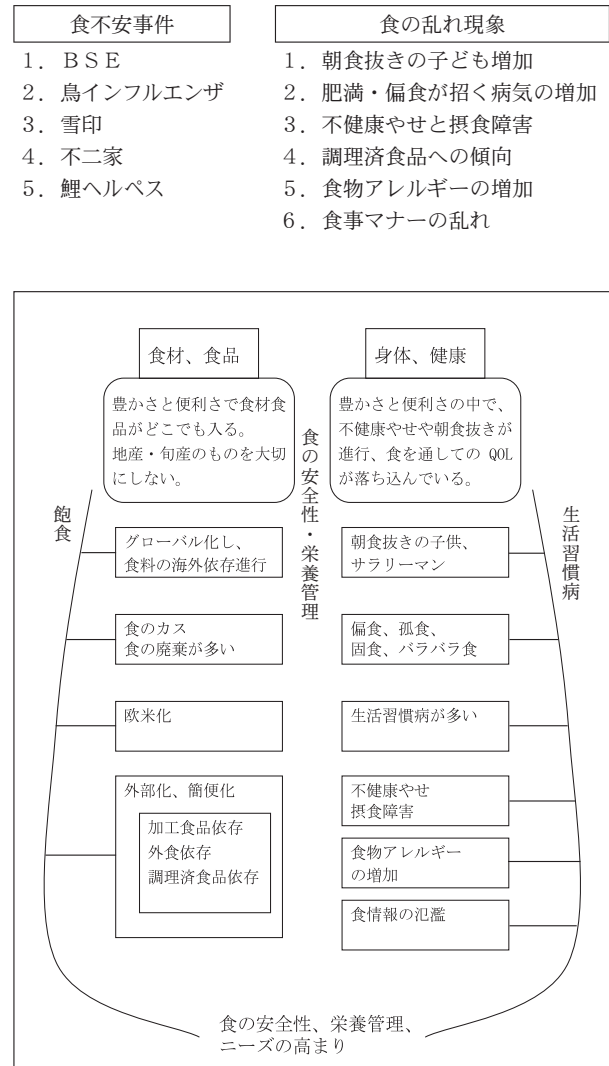 食不安事件
1．ＢＳＥ
2．鳥インフルエンザ
3．雪印
4．不二家
5．鯉ヘルペス
食の乱れ現象
1．朝食抜きの子ども増加
2．肥満・偏食が招く病気の増加
3．不健康やせと摂食障害
4．調理済食品への傾向
5．食物アレルギーの増加
6．食事マナーの乱れ
食材、食品
豊かさと便利さで食材食
品がどこでも入る。
地産・旬産のものを大切
にしない。
飽食
グローバル化し、
食料の海外依存進行
食のカス
食の廃棄が多い
欧米化
外部化、簡便化
加工食品依存
外食依存
調理済食品依存
食の安全性・栄養管理
身体、健康
豊かさと便利さの中で、
不健康やせや朝食抜きが
進行、食を通しての QOL
が落ち込んでいる。
生活習慣病
朝食抜きの子供、
サラリーマン
偏食、孤食、
固食、バラバラ食
生活習慣病が多い
不健康やせ
摂食障害
食物アレルギー
の増加
食情報の氾濫
食の安全性、栄養管理、
ニーズの高まり